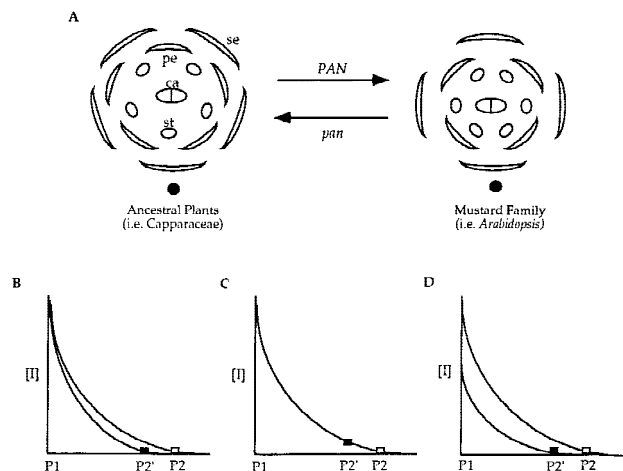 A
se
pe
ca
st
PAN
pan
Ancestral Plants
(i.e. Capparaceae)
Mustard Family
(i.e. Arabidopsis)
B
C
D
[I]
[I]
[I]
P1
P2'
P2
P1
P2'
P2
P1
P2'
P2